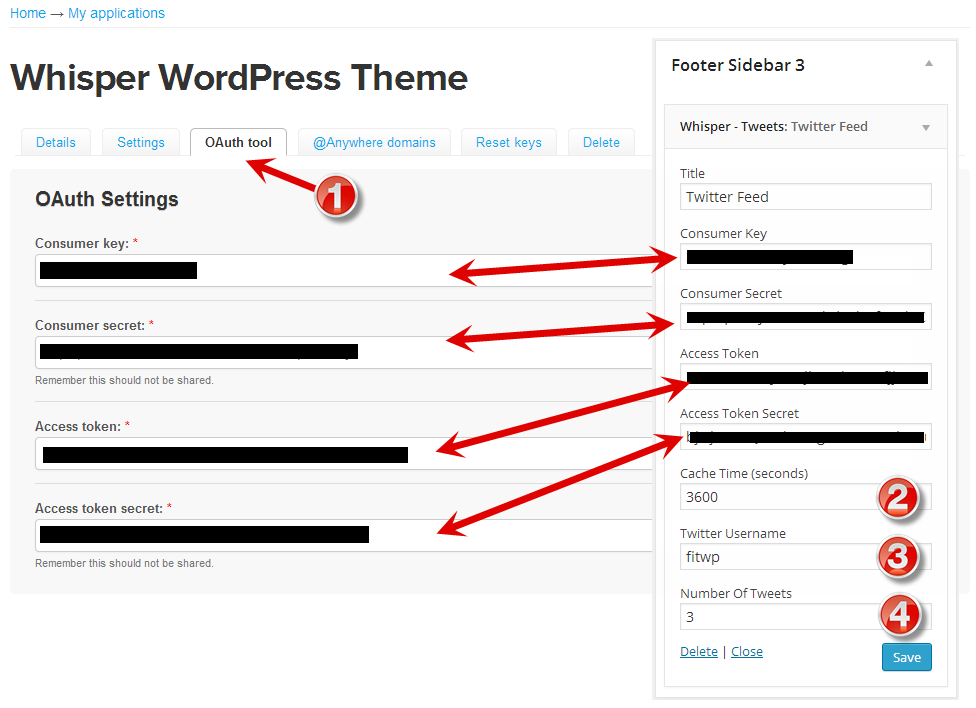 Home → My applications
Whisper WordPress Theme
Details
Settings
OAuth tool
@Anywhere domains
Reset keys
Delete
1
OAuth Settings
Consumer key: *
Consumer secret: *
Remember this should not be shared.
Access token: *
Access token secret: *
Remember this should not be shared.
Footer Sidebar 3
Whisper - Tweets: Twitter Feed
Title
Twitter Feed
Consumer Key
Consumer Secret
Access Token
Access Token Secret
Cache Time (seconds)
3600
2
Twitter Username
fitwp
3
Number Of Tweets
3
4
Delete | Close
Save